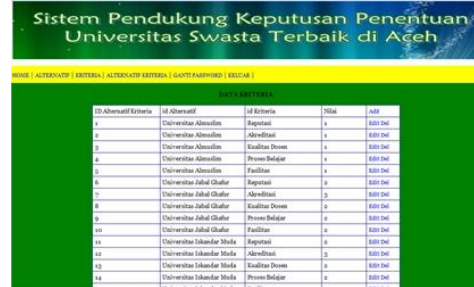 Sistem Pendukung Keputusan Penentuan
Universitas Swasta Terbaik di Aceh
HOME | ALTERNATIF | KRITERIA | ALTERNATIF KRITERIA | GANTI PASSWORD | KELUAR |
DATA KRITERIA
ID Alternatif Kriteria id Alternatif id Kriteria Nilai Add
1 Universitas Almuslim Reputasi 1 Edit Del
2 Universitas Almuslim Akreditasi 1 Edit Del
3 Universitas Almuslim Kualitas Dosen 1 Edit Del
4 Universitas Almuslim Proses Belajar 1 Edit Del
5 Universitas Almuslim Fasilitas 1 Edit Del
6 Universitas Jabal Ghafur Reputasi 2 Edit Del
7 Universitas Jabal Ghafur Akreditasi 3 Edit Del
8 Universitas Jabal Ghafur Kualitas Dosen 2 Edit Del
9 Universitas Jabal Ghafur Proses Belajar 2 Edit Del
10 Universitas Jabal Ghafur Fasilitas 2 Edit Del
11 Universitas Iskandar Muda Reputasi 2 Edit Del
12 Universitas Iskandar Muda Akreditasi 3 Edit Del
13 Universitas Iskandar Muda Kualitas Dosen 2 Edit Del
14 Universitas Iskandar Muda Proses Belajar 2 Edit Del